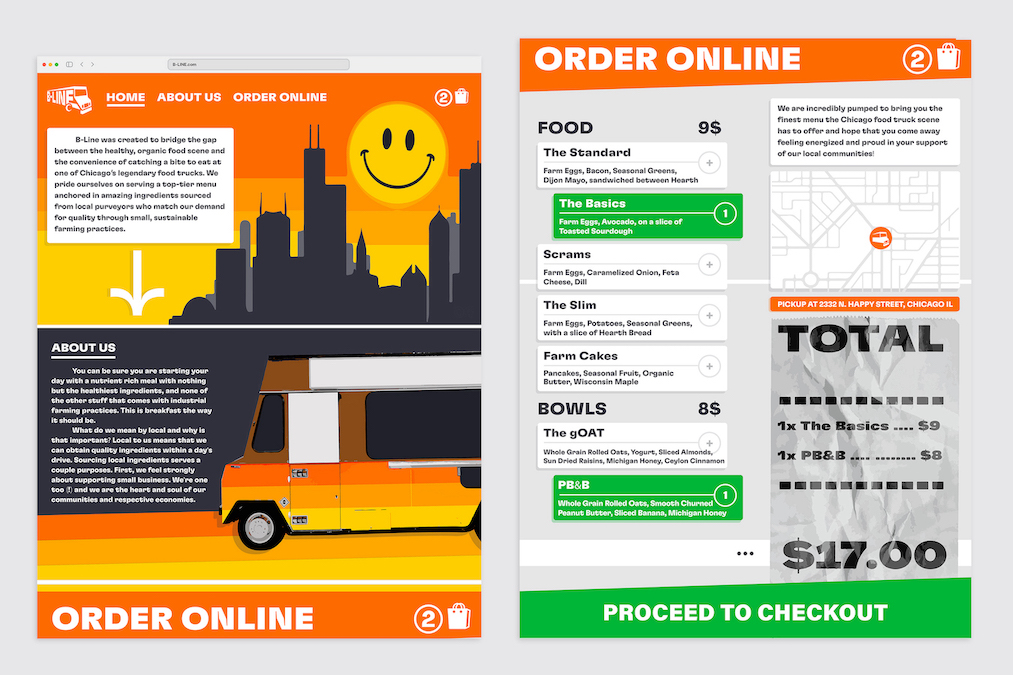 B-LINE.com
B-LINE
HOME ABOUT US ORDER ONLINE
2
B-Line was created to bridge the gap
between the healthy, organic food scene and
the convenience of catching a bite to eat at
one of Chicago's legendary food trucks. We
pride ourselves on serving a top-tier menu
anchored in amazing ingredients sourced
from local purveyors who match our demand
for quality through small, sustainable
farming practices.
ABOUT US
You can be sure you are starting your
day with a nutrient rich meal with nothing
but the healthiest ingredients, and none of
the other stuff that comes with industrial
farming practices. This is breakfast the way
it should be.
What do we mean by local and why is
that important? Local to us means that we
can obtain quality ingredients within a day's
drive. Sourcing local ingredients serves a
couple purposes. First, we feel strongly
about supporting small business. We're one
too (!) and we are the heart and soul of our
communities and respective economies.
ORDER ONLINE
2
ORDER ONLINE
2
FOOD 9$
The Standard
+
Farm Eggs, Bacon, Seasonal Greens,
Dijon Mayo, sandwiched between Hearth
The Basics
1
Farm Eggs, Avocado, on a slice of
Toasted Sourdough
Scrams
+
Farm Eggs, Caramelized Onion, Feta
Cheese, Dill
The Slim
+
Farm Eggs, Potatoes, Seasonal Greens,
with a slice of Hearth Bread
Farm Cakes
+
Pancakes, Seasonal Fruit, Organic
Butter, Wisconsin Maple
BOWLS 8$
The gOAT
+
Whole Grain Rolled Oats, Yogurt, Sliced Almonds,
Sun Dried Raisins, Michigan Honey, Ceylon Cinnamon
PB&B
1
Whole Grain Rolled Oats, Smooth Churned
Peanut Butter, Sliced Banana, Michigan Honey
We are incredibly pumped to bring you the
finest menu the Chicago food truck scene
has to offer and hope that you come away
feeling energized and proud in your support
of our local communities!
PICKUP AT 2332 N. HAPPY STREET, CHICAGO IL
TOTAL
1x The Basics .... $9
1x PB&B .... ........ $8
$17.00
PROCEED TO CHECKOUT